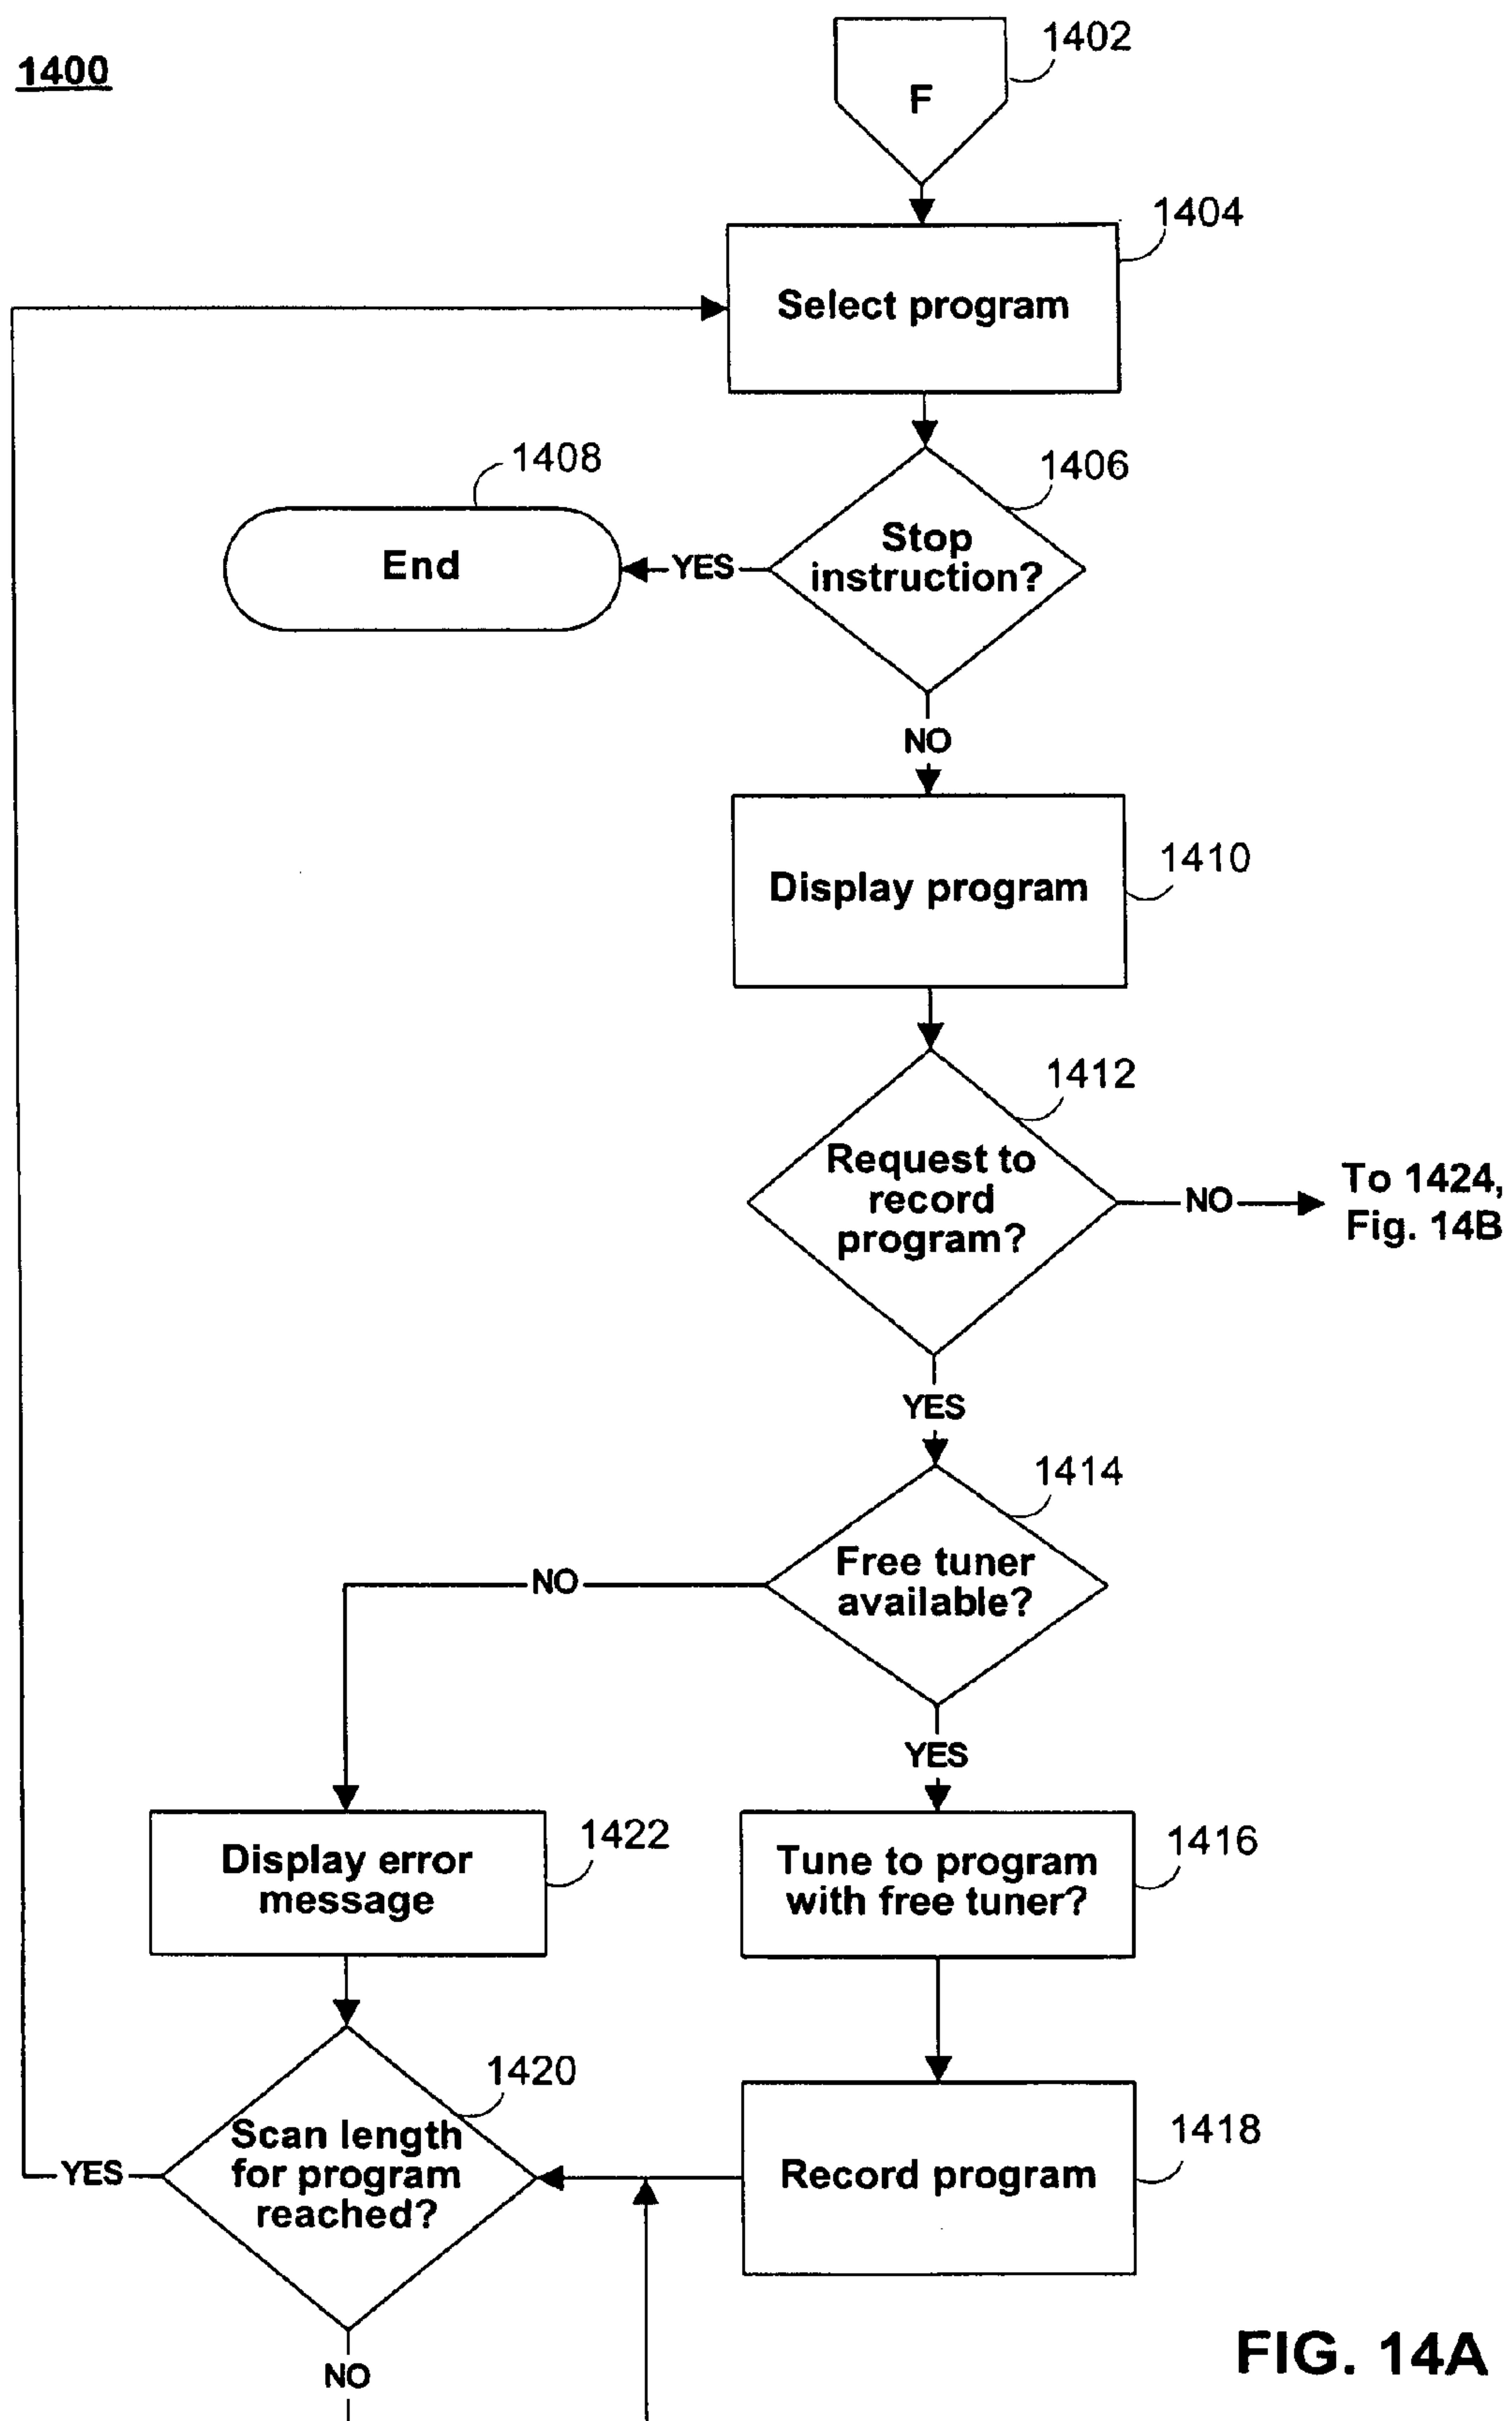 1400
1402
F
1404
Select program
1408
1406
End
YES
Stop
instruction?
NO
1410
Display program
1412
Request to
record
program?
NO
To 1424,
Fig. 14B
YES
1414
Free tuner
available?
NO
YES
1422
Display error
message
1416
Tune to program
with free tuner?
1420
Scan length
for program
reached?
YES
1418
Record program
NO
FIG. 14A